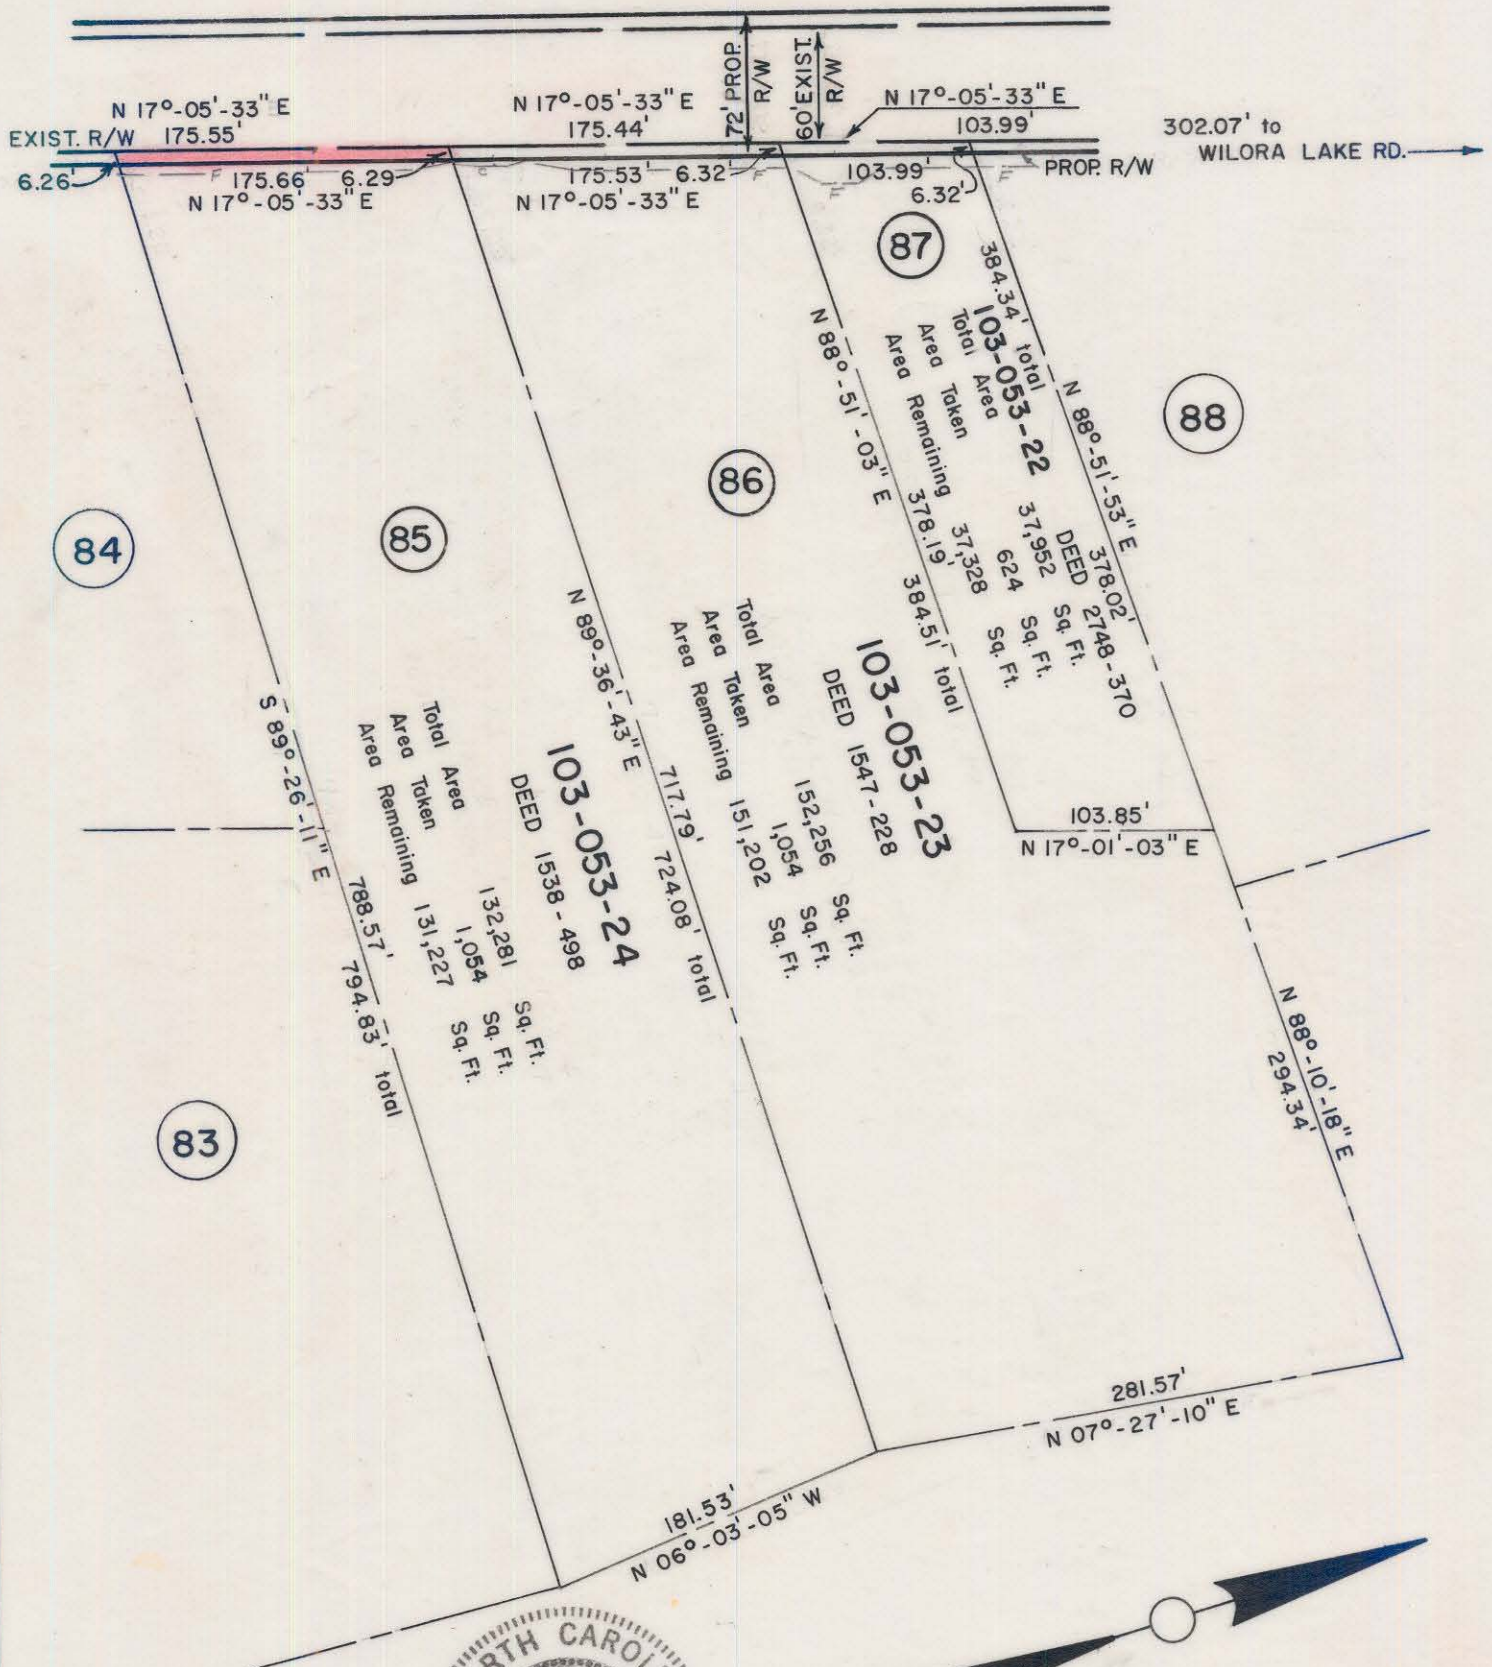 72' PROP.
R/W
60' EXIST.
R/W
N 17°-05'-33" E
175.55'
N 17°-05'-33" E
175.44'
N 17°-05'-33" E
103.99'
302.07' to
WILORA LAKE RD.
EXIST. R/W
PROP. R/W
6.26'
175.66'
6.29
N 17°-05'-33" E
175.53'
6.32'
N 17°-05'-33" E
103.99'
6.32'
87
88
86
85
84
83
384.34' total
N 88°-51'-53" E
378.02'
103-053-22
DEED 2748-370
Total Area 37,952 Sq. Ft.
Area Taken 624 Sq. Ft.
Area Remaining 37,328 Sq. Ft.
N 88°-51'-03" E
378.19'
384.51' total
103-053-23
DEED 1547-228
Total Area 152,256 Sq. Ft.
Area Taken 1,054 Sq. Ft.
Area Remaining 151,202 Sq. Ft.
N 89°-36'-43" E
717.79'
724.08' total
103-053-24
DEED 1538-498
Total Area 132,281 Sq. Ft.
Area Taken 1,054 Sq. Ft.
Area Remaining 131,227 Sq. Ft.
S 89°-26'-11" E
788.57'
794.83' total
103.85'
N 17°-01'-03" E
N 88°-10'-18" E
294.34'
281.57'
N 07°-27'-10" E
181.53'
N 06°-03'-05" W
RTH CAROL